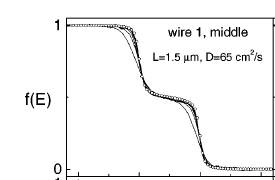 1
wire 1, middle
L=1.5 μm, D=65 cm²/s
f(E)
0